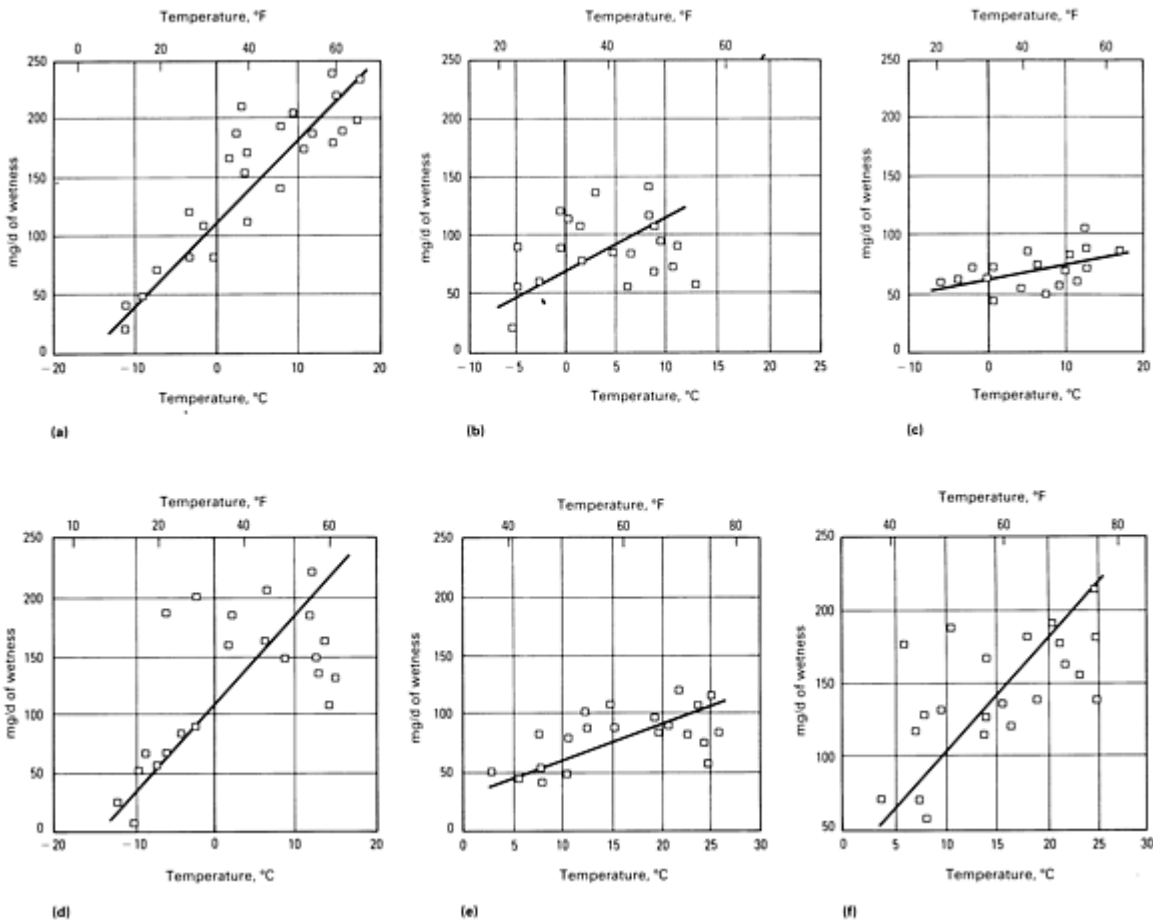 Temperature, °F
0 20 40 60
250
200
150
100
50
0
mg/d of wetness
−20 −10 0 10 20
Temperature, °C
(a)
Temperature, °F
20 40 60
250
200
150
100
50
0
mg/d of wetness
−10 −5 0 5 10 15 20 25
Temperature, °C
(b)
Temperature, °F
20 40 60
250
200
150
100
50
0
mg/d of wetness
−10 0 10 20
Temperature, °C
(c)
Temperature, °F
10 20 40 60
250
200
150
100
50
0
mg/d of wetness
−20 −10 0 10 20
Temperature, °C
(d)
Temperature, °F
40 60 80
250
200
150
100
50
0
mg/d of wetness
0 5 10 15 20 25 30
Temperature, °C
(e)
Temperature, °F
40 60 80
250
200
150
100
50
mg/d of wetness
0 5 10 15 20 25 30
Temperature, °C
(f)